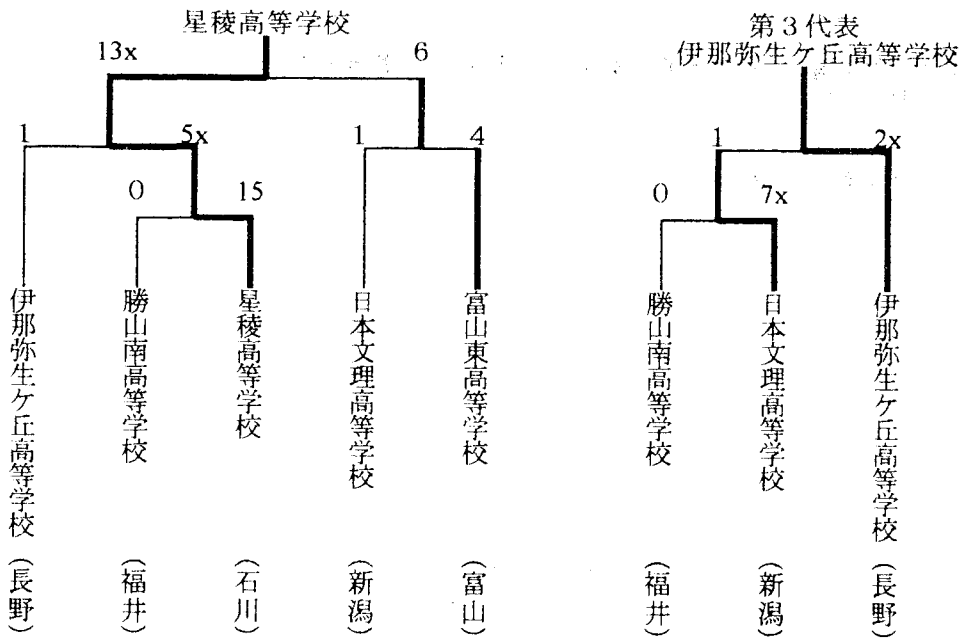 星稜高等学校
13x
6
1
5x
1
4
0
15
伊那弥生ケ丘高等学校
(長野)
勝山南高等学校
(福井)
星稜高等学校
(石川)
日本文理高等学校
(新潟)
富山東高等学校
(富山)
第3代表
伊那弥生ケ丘高等学校
1
2x
0
7x
勝山南高等学校
(福井)
日本文理高等学校
(新潟)
伊那弥生ケ丘高等学校
(長野)